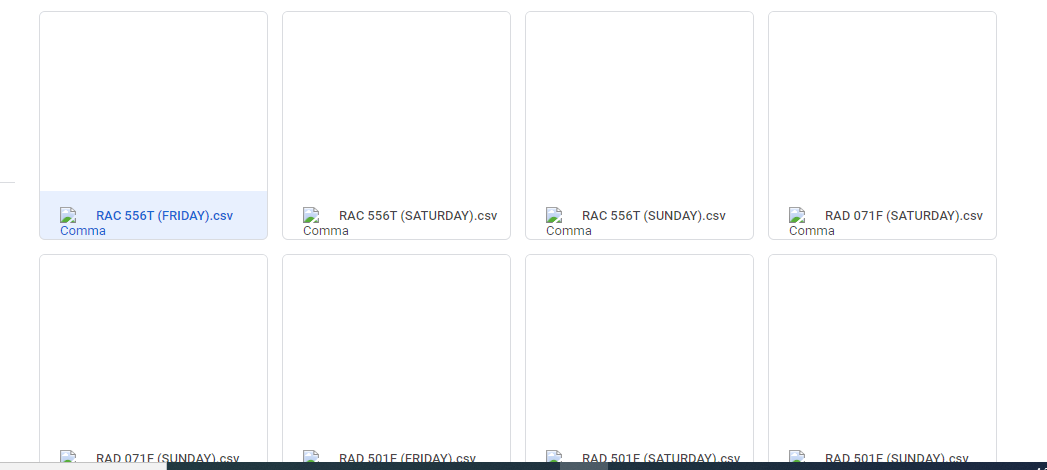 RAC 556T (FRIDAY).csv
Comma
RAC 556T (SATURDAY).csv
Comma
RAC 556T (SUNDAY).csv
Comma
RAD 071F (SATURDAY).csv
Comma
RAD 071F (SUNDAY).csv
RAD 501F (FRIDAY).csv
RAD 501F (SATURDAY).csv
RAD 501F (SUNDAY).csv